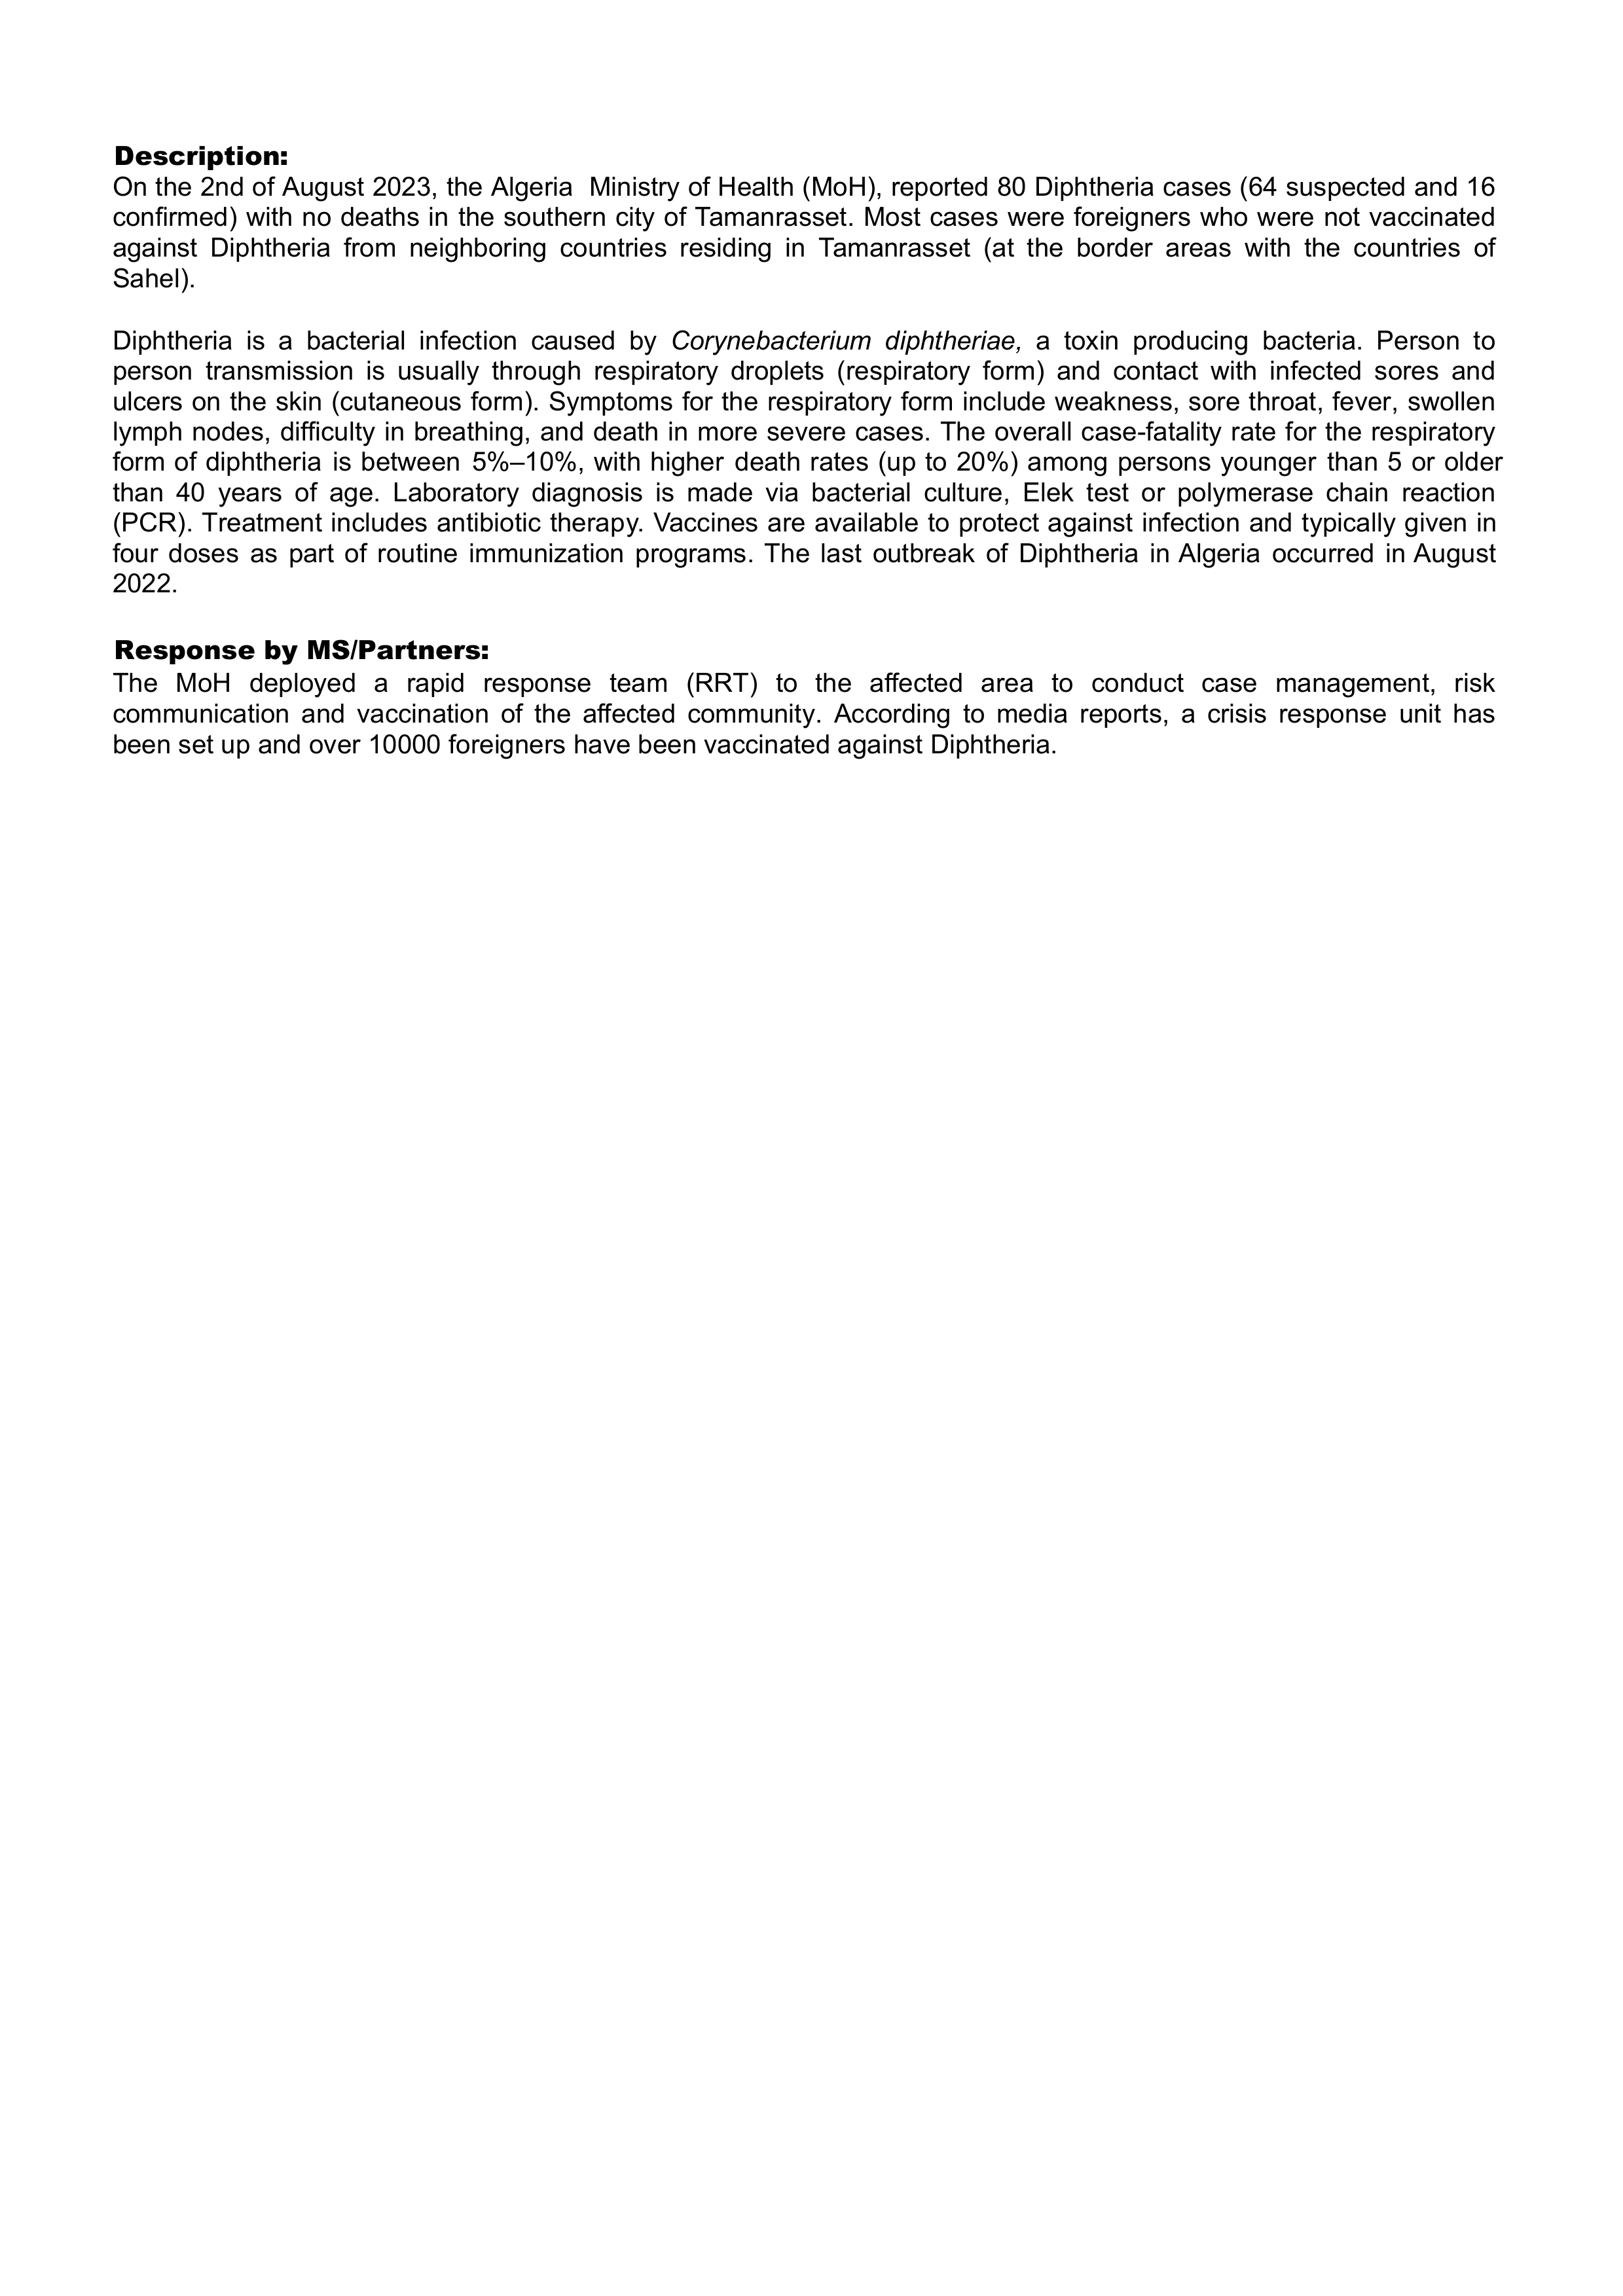 Description:
On the 2nd of August 2023, the Algeria  Ministry of Health (MoH), reported 80 Diphtheria cases (64 suspected and 16
confirmed) with no deaths in the southern city of Tamanrasset. Most cases were foreigners who were not vaccinated
against Diphtheria from neighboring countries residing in Tamanrasset (at the border areas with the countries of
Sahel).
Diphtheria is a bacterial infection caused by Corynebacterium diphtheriae, a toxin producing bacteria. Person to
person transmission is usually through respiratory droplets (respiratory form) and contact with infected sores and
ulcers on the skin (cutaneous form). Symptoms for the respiratory form include weakness, sore throat, fever, swollen
lymph nodes, difficulty in breathing, and death in more severe cases. The overall case-fatality rate for the respiratory
form of diphtheria is between 5%–10%, with higher death rates (up to 20%) among persons younger than 5 or older
than 40 years of age. Laboratory diagnosis is made via bacterial culture, Elek test or polymerase chain reaction
(PCR). Treatment includes antibiotic therapy. Vaccines are available to protect against infection and typically given in
four doses as part of routine immunization programs. The last outbreak of Diphtheria in Algeria occurred in August
2022.
Response by MS/Partners:
The MoH deployed a rapid response team (RRT) to the affected area to conduct case management, risk
communication and vaccination of the affected community. According to media reports, a crisis response unit has
been set up and over 10000 foreigners have been vaccinated against Diphtheria.